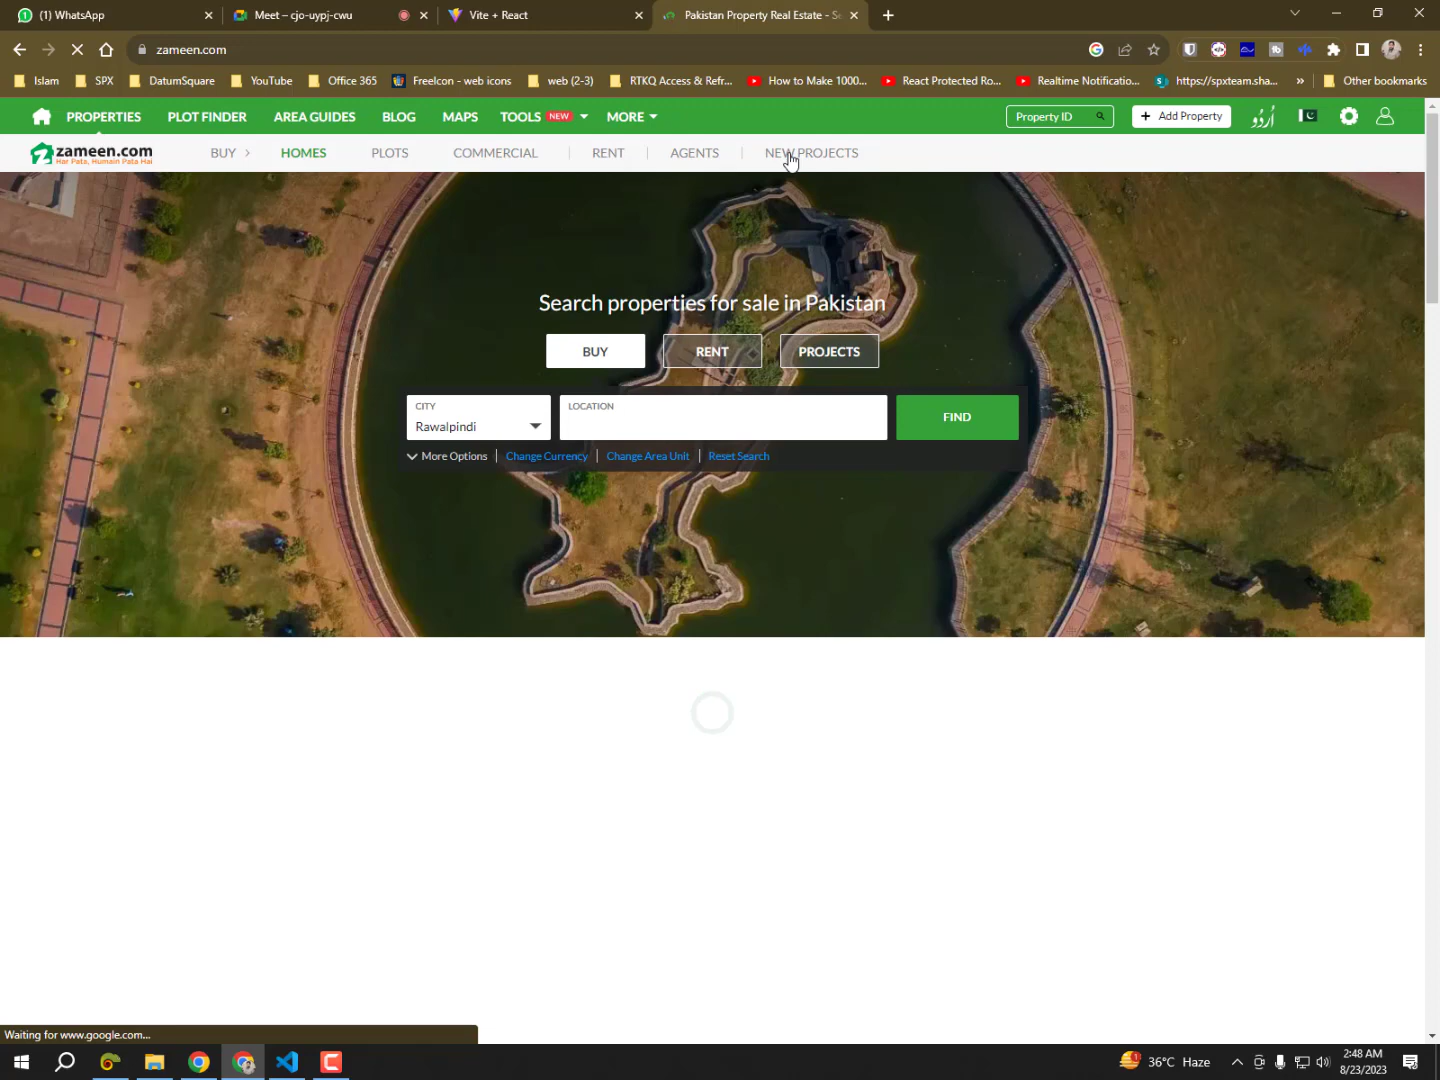 (1) WhatsApp
Meet – cjo-uypj-cwu
Vite + React
Pakistan Property Real Estate - Se
zameen.com
Islam
SPX
DatumSquare
YouTube
Office 365
FreeIcon - web icons
web (2-3)
RTKQ Access & Refr...
How to Make 1000...
React Protected Ro...
Realtime Notificatio...
https://spxteam.sha...
»
Other bookmarks
PROPERTIES
PLOT FINDER
AREA GUIDES
BLOG
MAPS
TOOLS NEW
MORE
Property ID
+ Add Property
اُردُو
zameen.com
Har Pata, Humain Pata Hai
BUY >
HOMES
PLOTS
COMMERCIAL
RENT
AGENTS
NEW PROJECTS
Search properties for sale in Pakistan
BUY
RENT
PROJECTS
CITY
Rawalpindi
LOCATION
FIND
More Options
Change Currency
Change Area Unit
Reset Search
Waiting for www.google.com...
36°C Haze
2:48 AM
8/23/2023